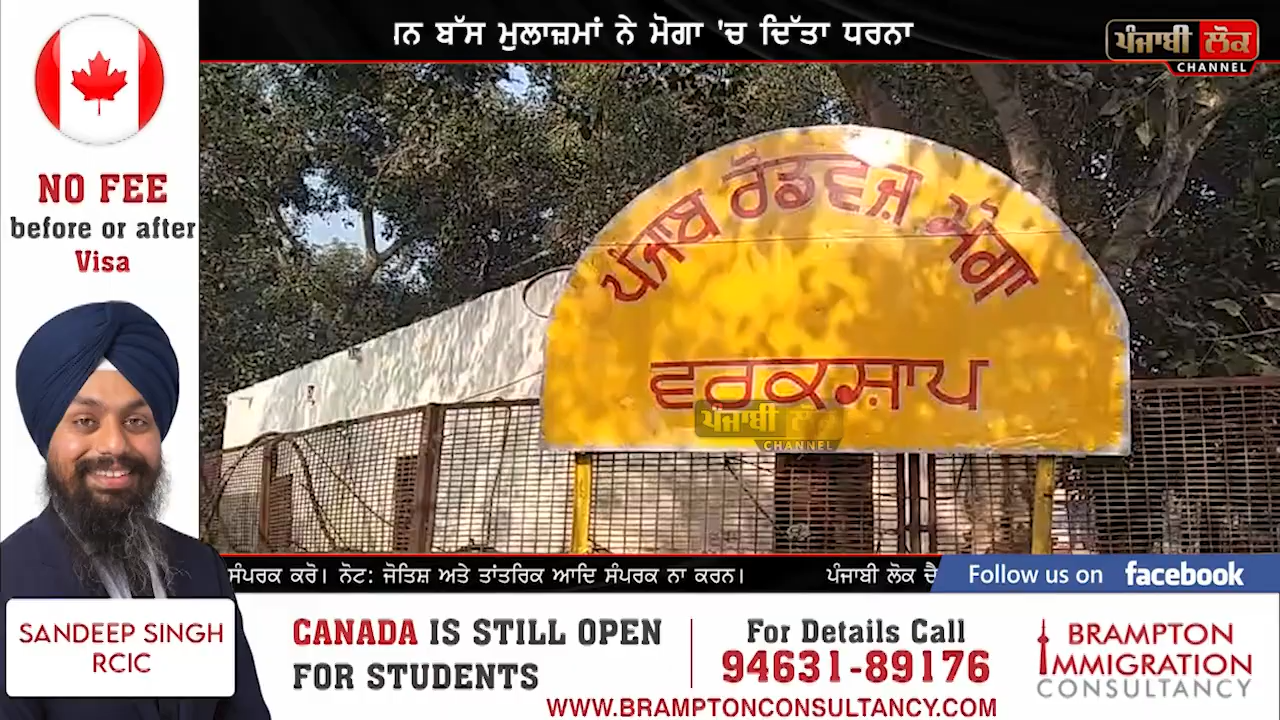 ਨ ਬੱਸ ਮੁਲਾਜ਼ਮਾਂ ਨੇ ਮੋਗਾ 'ਚ ਦਿੱਤਾ ਧਰਨਾ
ਪੰਜਾਬੀ ਲੋਕ
CHANNEL
NO FEE
before or after
Visa
ਪੰਜਾਬ ਰੋਡਵੇਜ਼ ਮੋਗਾ
ਵਰਕਸ਼ਾਪ
ਪੰਜਾਬੀ ਲੋਕ
CHANNEL
ਸੰਪਰਕ ਕਰੋ। ਨੋਟ: ਜੋਤਿਸ਼ ਅਤੇ ਤਾਂਤਰਿਕ ਆਦਿ ਸੰਪਰਕ ਨਾ ਕਰਨ। ਪੰਜਾਬੀ ਲੋਕ ਚੈ
Follow us on facebook
SANDEEP SINGH
RCIC
CANADA IS STILL OPEN
FOR STUDENTS
For Details Call
94631-89176
WWW.BRAMPTONCONSULTANCY.COM
BRAMPTON
IMMIGRATION
CONSULTANCY